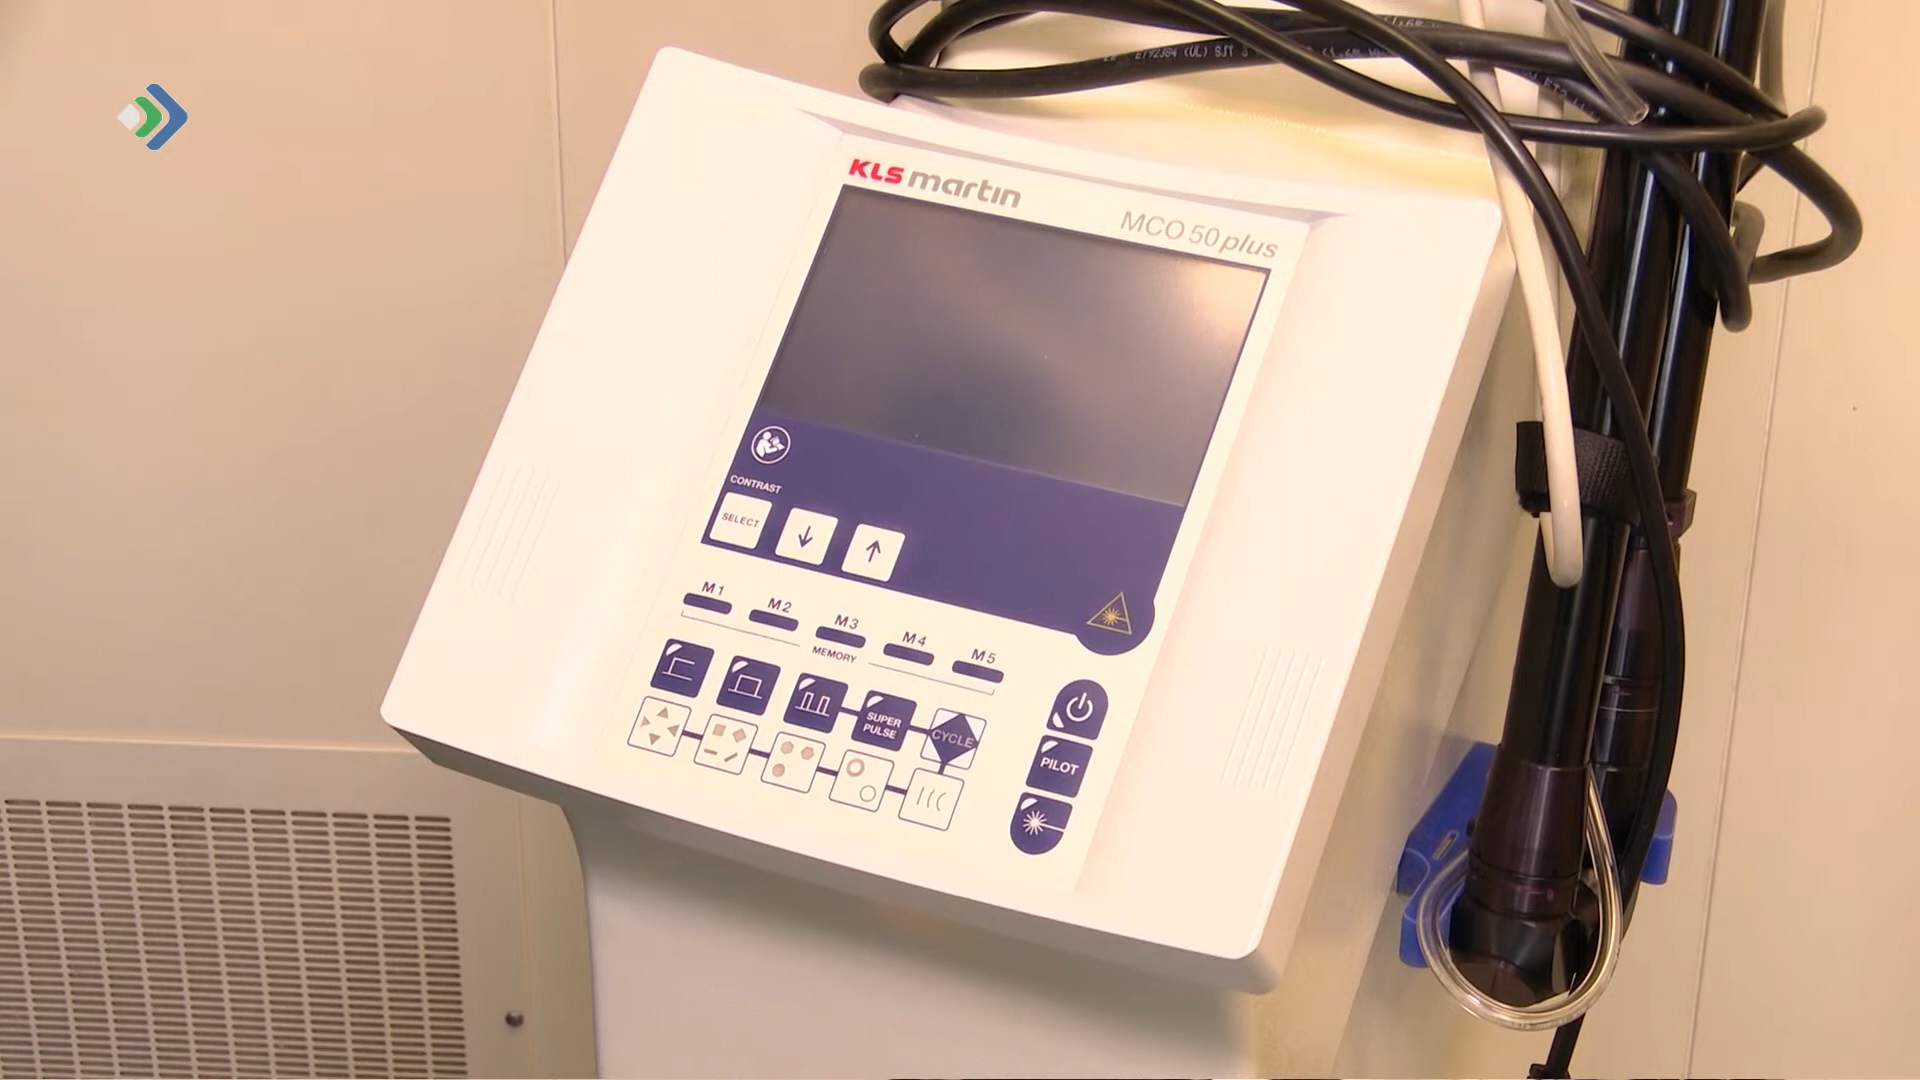 KLS martin
MCO 50 plus
CONTRAST
SELECT
M1
M2
M3
M4
M5
MEMORY
SUPER
PULSE
CYCLE
PILOT